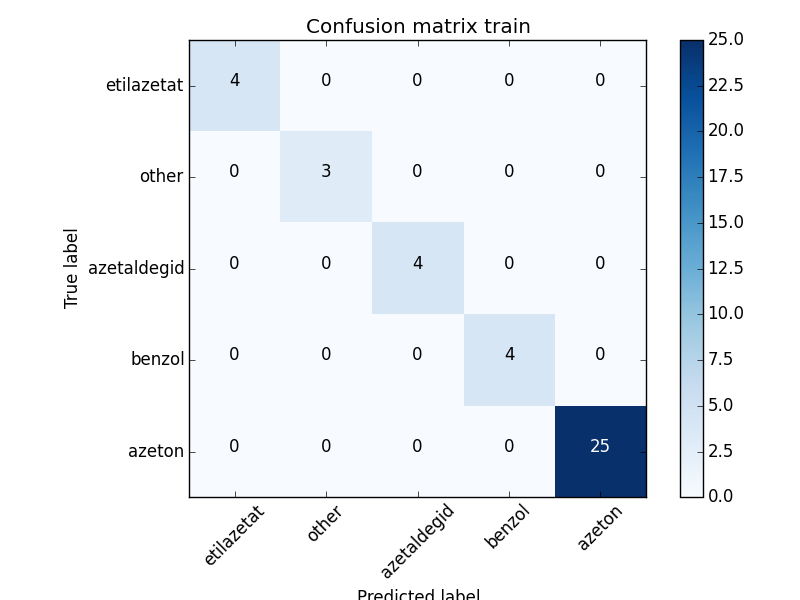 Confusion matrix train
True label
etilazetat 4 0 0 0 0
other 0 3 0 0 0
azetaldegid 0 0 4 0 0
benzol 0 0 0 4 0
azeton 0 0 0 0 25
etilazetat other azetaldegid benzol azeton
Predicted label
25.0
22.5
20.0
17.5
15.0
12.5
10.0
7.5
5.0
2.5
0.0